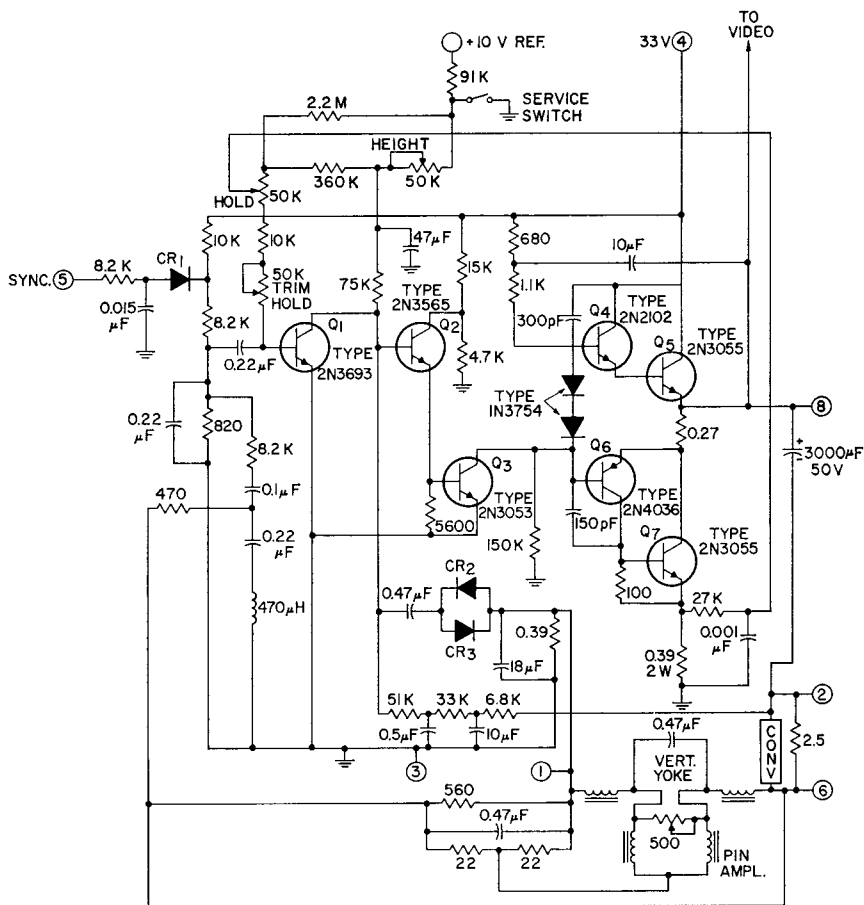 TO
VIDEO
+10 V REF.
33V 4
91K
SERVICE
SWITCH
2.2M
HEIGHT
360K
50K
HOLD
50K
10K
10K
47µF
680
10µF
CR1
SYNC. 5
8.2K
50K
TRIM
HOLD
75K
15K
TYPE
2N3565
1.1K
TYPE
2N2102
0.015
µF
8.2K
Q1
Q2
300pF
Q4
Q5
TYPE
2N3055
0.22µF
TYPE
2N3693
4.7K
TYPE
IN3754
8
0.22
µF
820
8.2K
0.27
3000µF
50V
+
Q3
Q6
0.1µF
TYPE
2N3053
TYPE
2N4036
470
5600
150pF
Q7
TYPE
2N3055
0.22
µF
150K
100
27K
CR2
0.47µF
470µH
CR3
0.39
18µF
0.001
µF
0.39
2W
51K
33K
6.8K
2
0.5µF
10µF
0.47µF
CONV
2.5
3
1
VERT.
YOKE
6
560
0.47µF
500
22
22
PIN
AMPL.